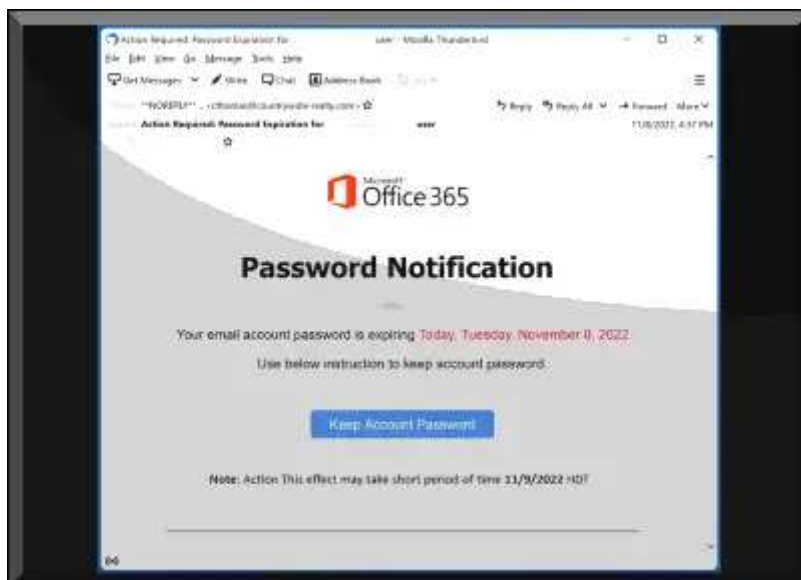 Action Required: Password Expiration for user - Mozilla Thunderbird
File Edit View Go Message Tools Help
Get Messages Write Chat Address Book
**NOREPLY**
Reply Reply All Forward More
Action Required: Password Expiration for user 11/8/2022, 4:37 PM
Microsoft
Office 365
Password Notification
Your email account password is expiring Today, Tuesday, November 8, 2022
Use below instruction to keep account password
Keep Account Password
Note: Action This effect may take short period of time 11/9/2022 HDT